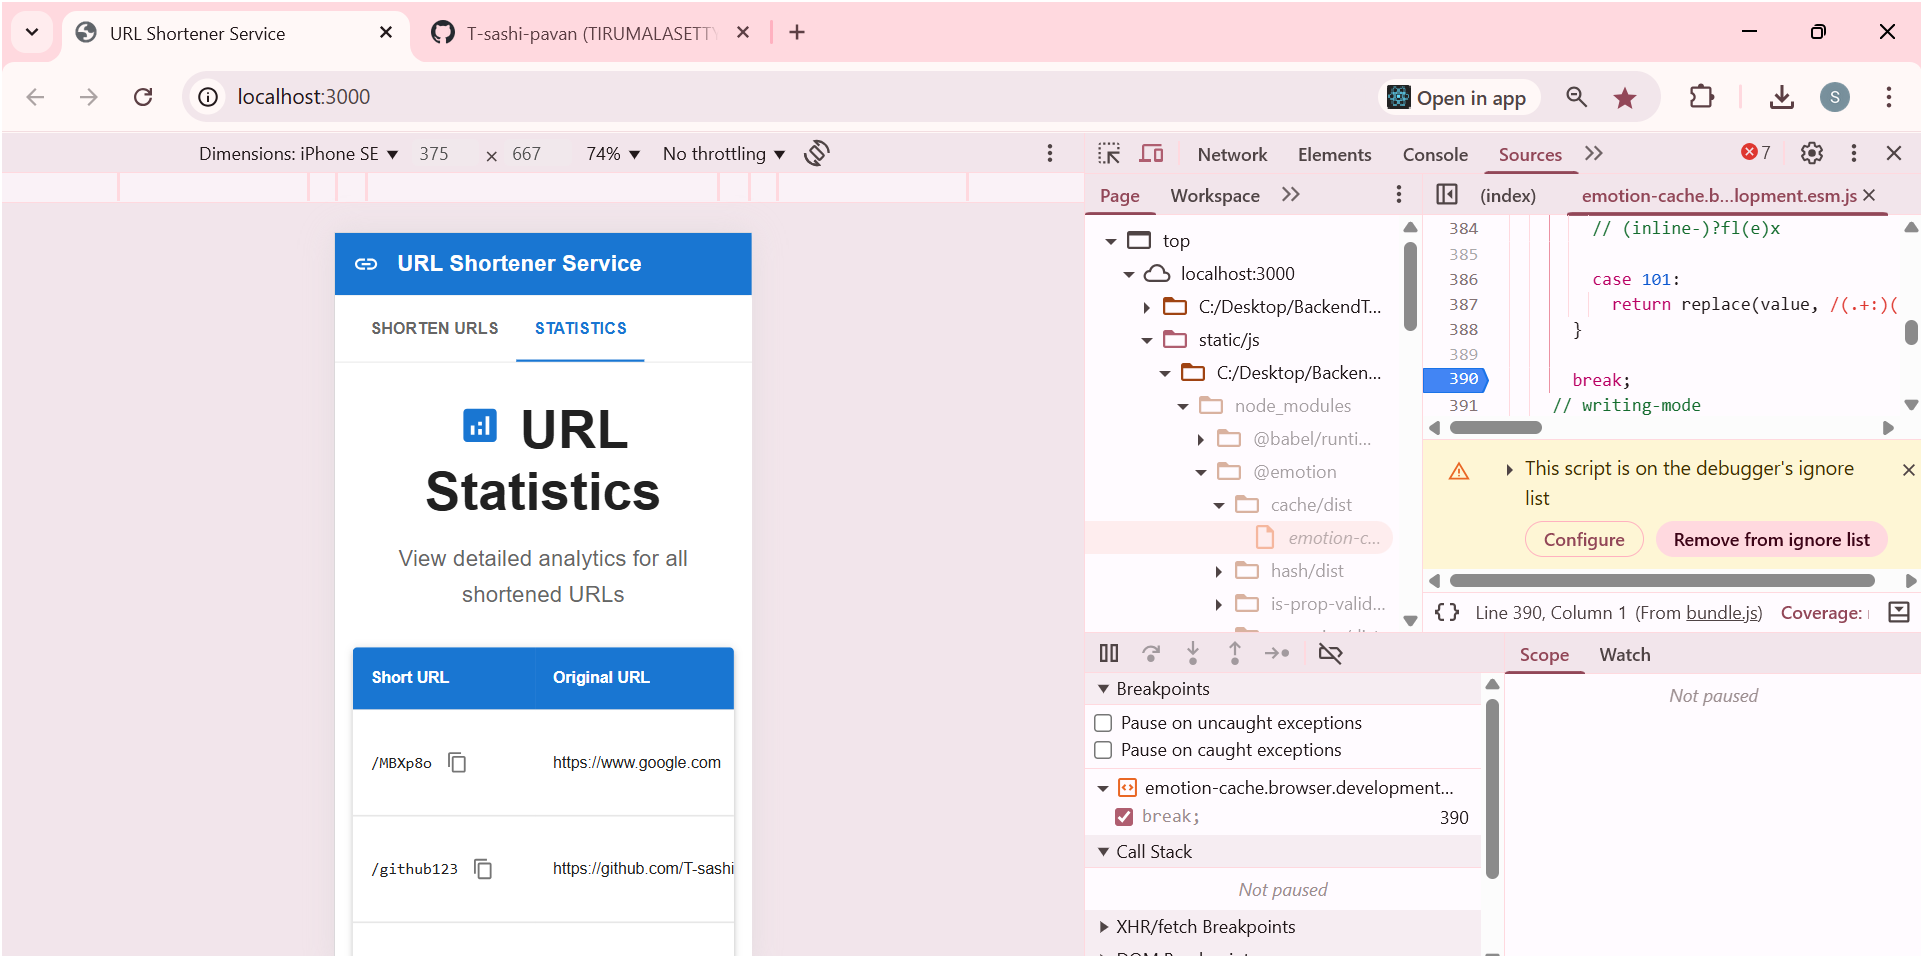 URL Shortener Service
T-sashi-pavan (TIRUMALASETTY
localhost:3000
Open in app
S
Dimensions: iPhone SE
375 × 667
74%
No throttling
Network
Elements
Console
Sources
7
Page
Workspace
(index)
emotion-cache.b...lopment.esm.js
top
localhost:3000
C:/Desktop/BackendT...
static/js
C:/Desktop/Backen...
node_modules
@babel/runti...
@emotion
cache/dist
emotion-c...
hash/dist
is-prop-valid...
384 // (inline-)?fl(e)x
385
386 case 101:
387 return replace(value, /(.+:)(
388 }
389
390 break;
391 // writing-mode
This script is on the debugger's ignore
list
Configure
Remove from ignore list
{} Line 390, Column 1 (From bundle.js) Coverage:
Breakpoints
Pause on uncaught exceptions
Pause on caught exceptions
emotion-cache.browser.development...
break; 390
Call Stack
Not paused
XHR/fetch Breakpoints
Scope
Watch
Not paused
URL Shortener Service
SHORTEN URLS
STATISTICS
URL
Statistics
View detailed analytics for all
shortened URLs
Short URL
Original URL
/MBXp8o
https://www.google.com
/github123
https://github.com/T-sashi